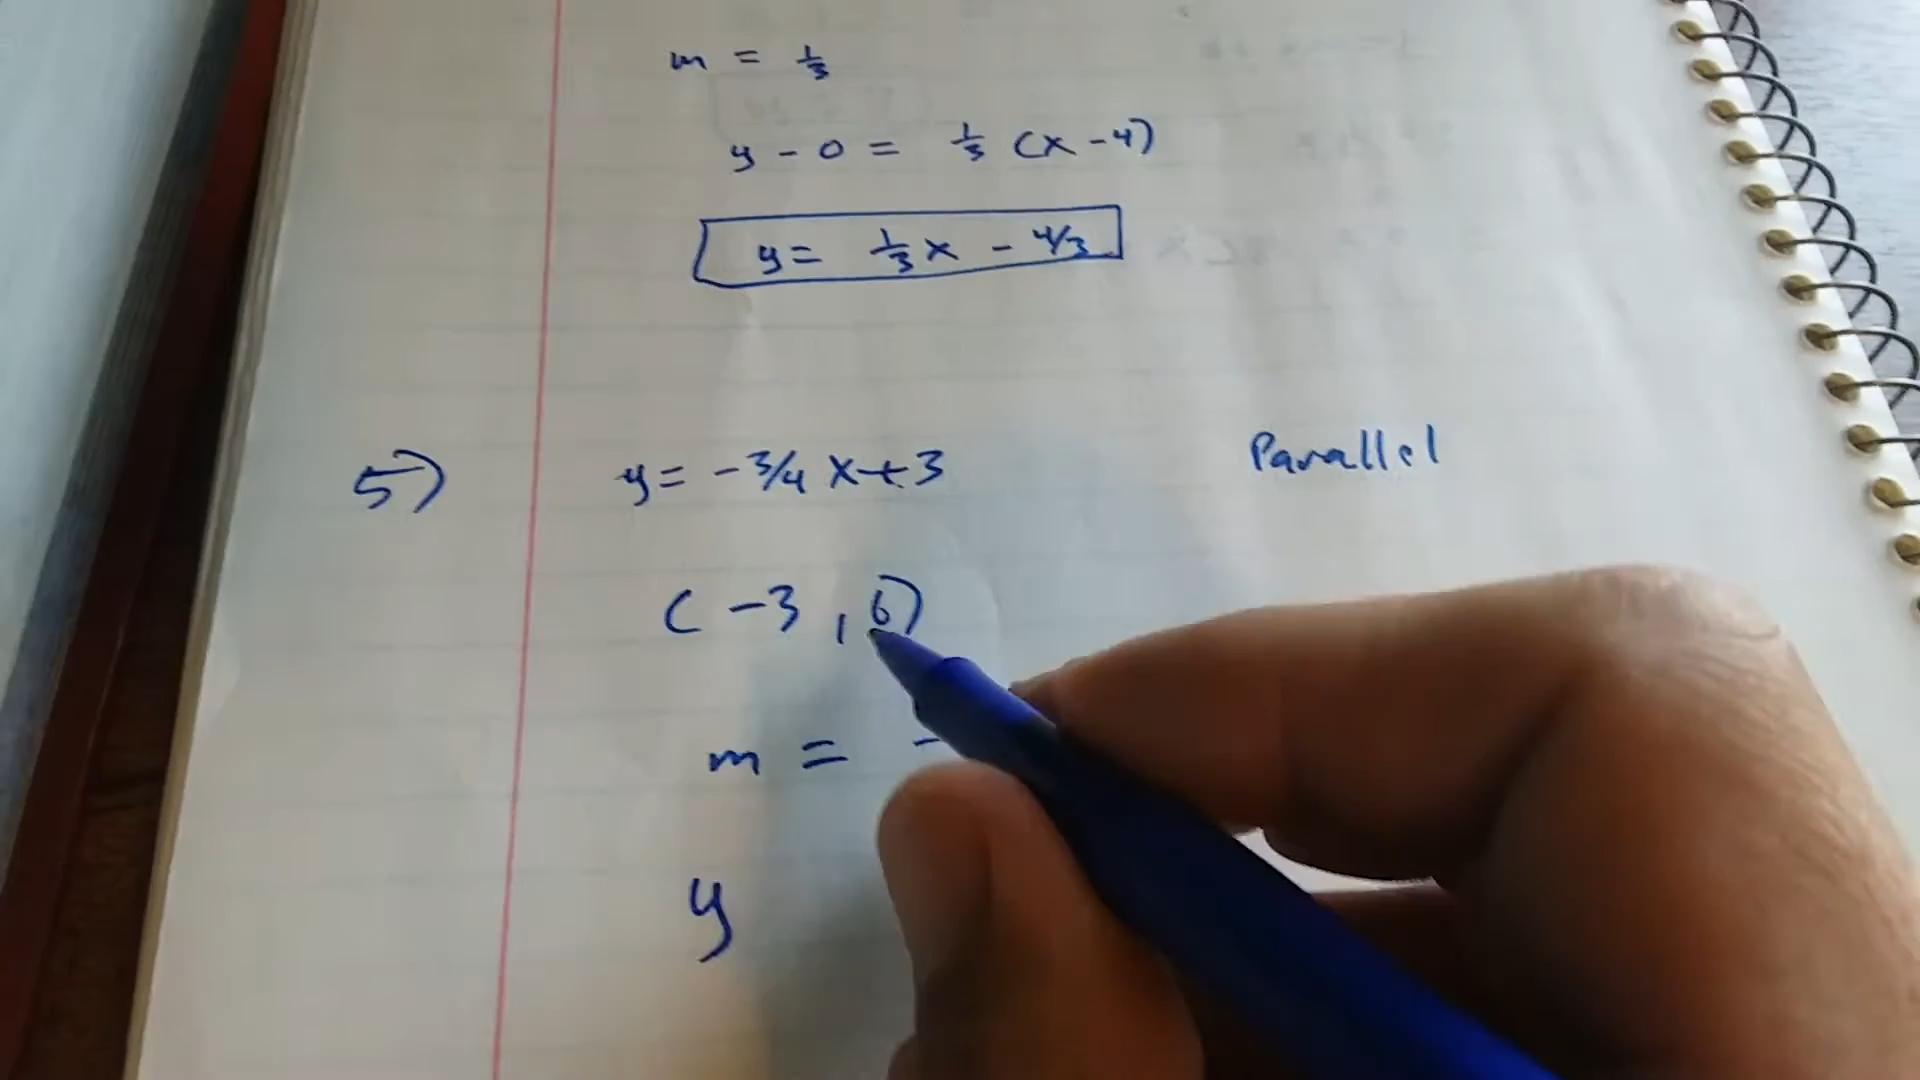 m = 1/3
y - 0 = 1/3 (x - 4)
y = 1/3 x - 4/3
5) y = -3/4 x + 3 Parallel
(-3, 6)
m = -
y